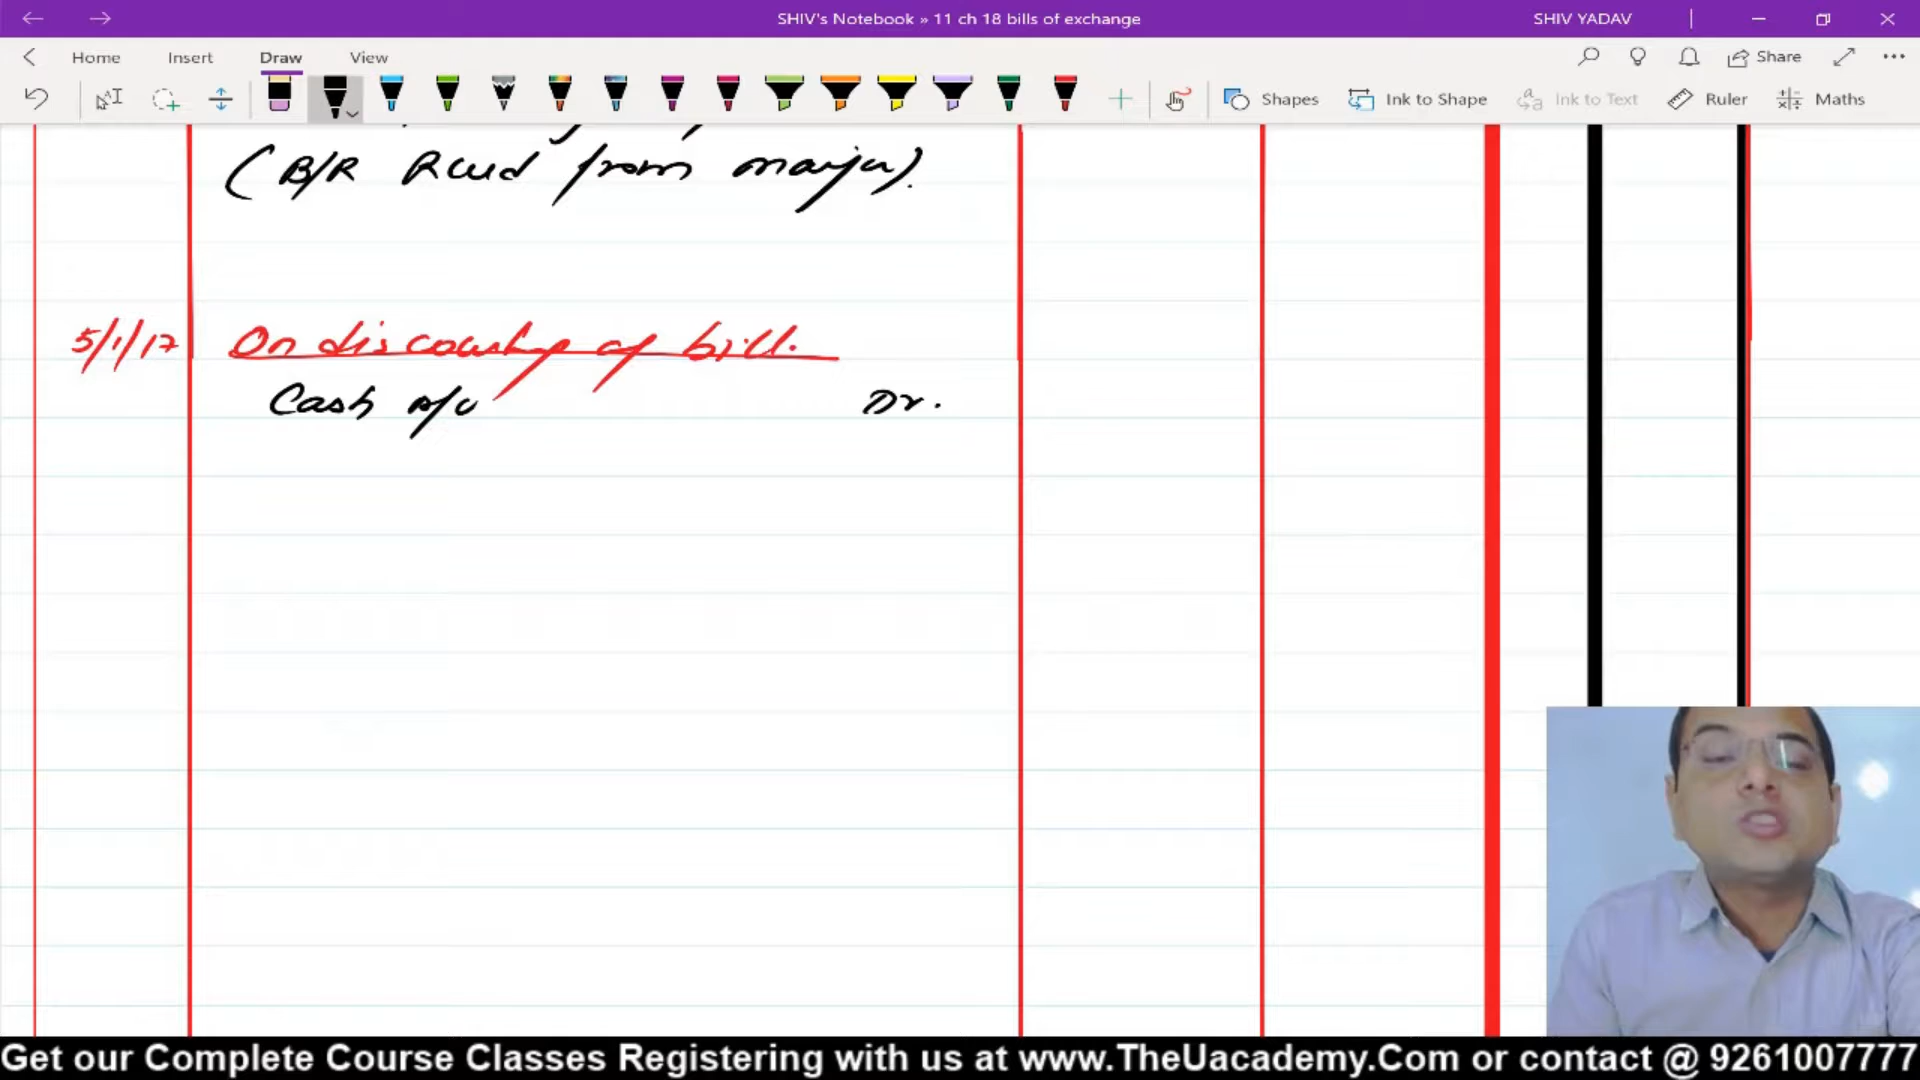 SHIV's Notebook » 11 ch 18 bills of exchange
SHIV YADAV
Home Insert Draw View
Share
Shapes
Ink to Shape
Ink to Text
Ruler
Maths
(B/R Rcvd from
5/1/17 On discounting of bill.
Cash A/c Dr.
Get our Complete Course Classes Registering with us at www.TheUacademy.Com or contact @ 9261007777